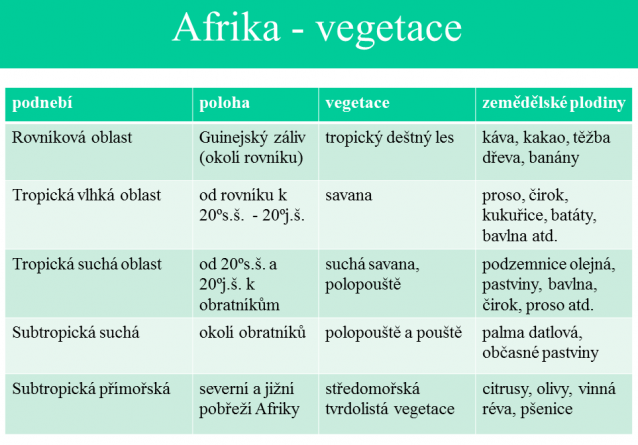 Afrika - vegetace
podnebí poloha vegetace zemědělské plodiny
Rovníková oblast Guinejský záliv tropický deštný les káva, kakao, těžba
(okolí rovníku) dřeva, banány
Tropická vlhká oblast od rovníku k savana proso, čirok,
20ºs.š. - 20ºj.š. kukuřice, batáty,
bavlna atd.
Tropická suchá oblast od 20ºs.š. a suchá savana, podzemnice olejná,
20ºj.š. k polopouště pastviny, bavlna,
obratníkům čirok, proso atd.
Subtropická suchá okolí obratníků polopouště a pouště palma datlová,
občasné pastviny
Subtropická přímořská severní a jižní středomořská citrusy, olivy, vinná
pobřeží Afriky tvrdolistá vegetace réva, pšenice